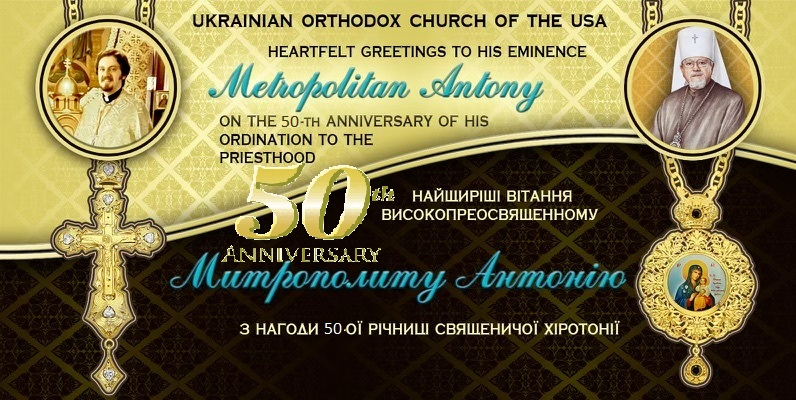 UKRAINIAN ORTHODOX CHURCH OF THE USA
HEARTFELT GREETINGS TO HIS EMINENCE
Metropolitan Antony
ON THE 50-TH ANNIVERSARY OF HIS
ORDINATION TO THE
PRIESTHOOD
50th
ANNIVERSARY
НАЙЩИРІШІ ВІТАННЯ
ВИСОКОПРЕОСВЯЩЕННОМУ
Митрополиту Антонію
З НАГОДИ 50-ОЇ РІЧНИЦІ СВЯЩЕНИЧОЇ ХІРОТОНІЇ